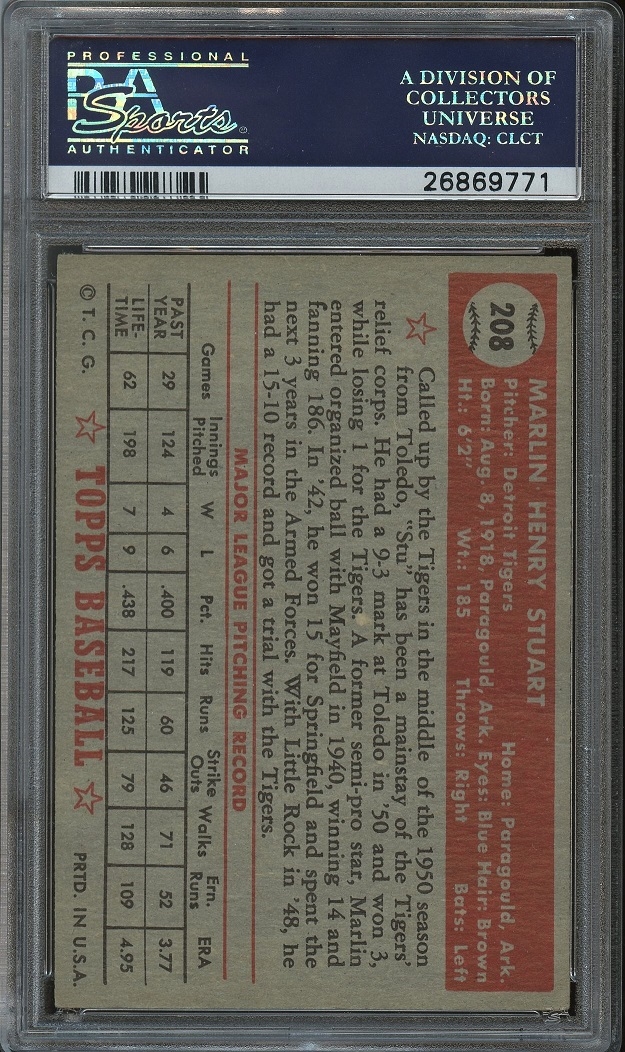 PROFESSIONAL
PSA
Sports
AUTHENTICATOR
A DIVISION OF
COLLECTORS
UNIVERSE
NASDAQ: CLCT
26869771
208
MARLIN HENRY STUART
Pitcher: Detroit Tigers Home: Paragould, Ark.
Born: Aug. 8, 1918, Paragould, Ark. Eyes: Blue Hair: Brown
Ht.: 6'2" Wt.: 185 Throws: Right Bats: Left
Called up by the Tigers in the middle of the 1950 season
from Toledo, "Stu" has been a mainstay of the Tigers'
relief corps. He had a 9-3 mark at Toledo in '50 and won 3,
while losing 1 for the Tigers. A former semi-pro star, Marlin
entered organized ball with Mayfield in 1940, winning 14 and
fanning 186. In '42, he won 15 for Springfield and spent the
next 3 years in the Armed Forces. With Little Rock in '48, he
had a 15-10 record and got a trial with the Tigers.
MAJOR LEAGUE PITCHING RECORD
Games Innings Pitched W L Pct. Hits Runs Strike Outs Walks Ern. Runs ERA
PAST YEAR 29 124 4 6 .400 119 60 46 71 52 3.77
LIFE-TIME 62 198 7 9 .438 217 125 79 128 109 4.95
© T. C. G. TOPPS BASEBALL PRTD. IN U.S.A.